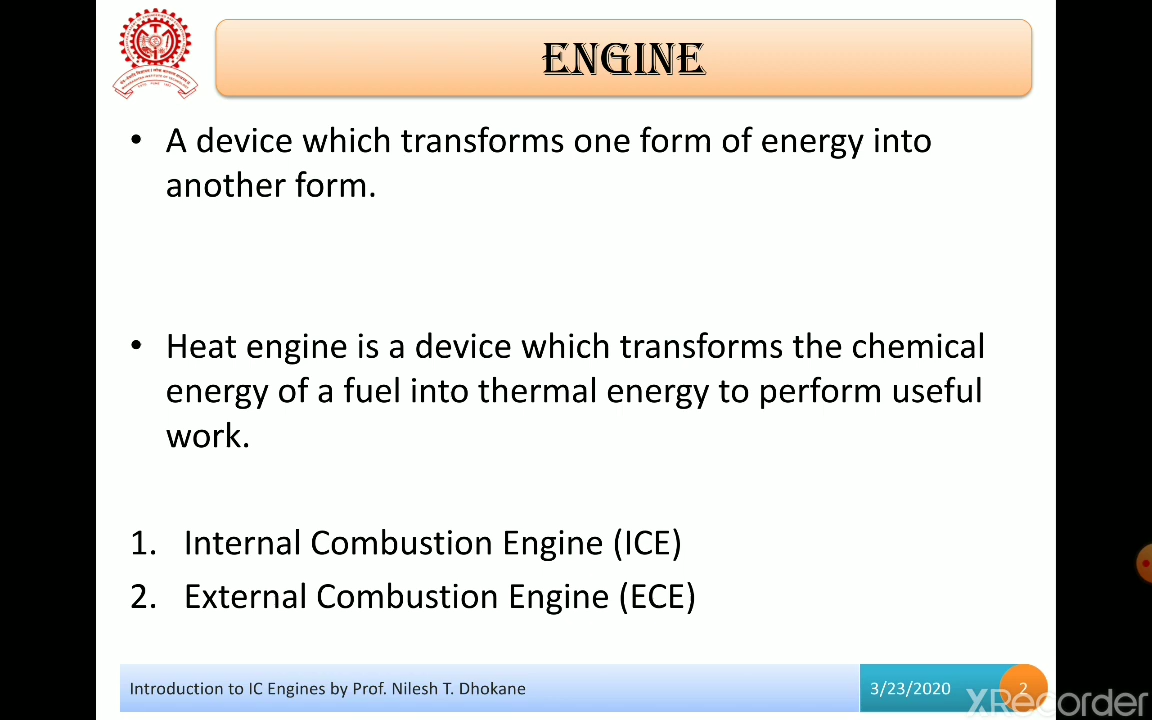 ENGINE
• A device which transforms one form of energy into
another form.
• Heat engine is a device which transforms the chemical
energy of a fuel into thermal energy to perform useful
work.
1. Internal Combustion Engine (ICE)
2. External Combustion Engine (ECE)
Introduction to IC Engines by Prof. Nilesh T. Dhokane
3/23/2020
2
XRecorder